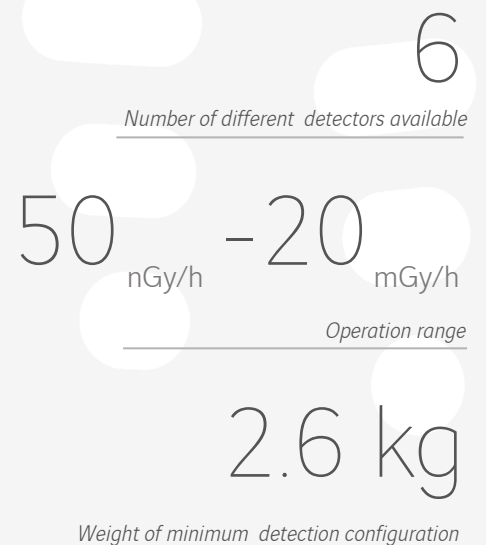 6
Number of different detectors available
50 nGy/h – 20 mGy/h
Operation range
2.6 kg
Weight of minimum detection configuration